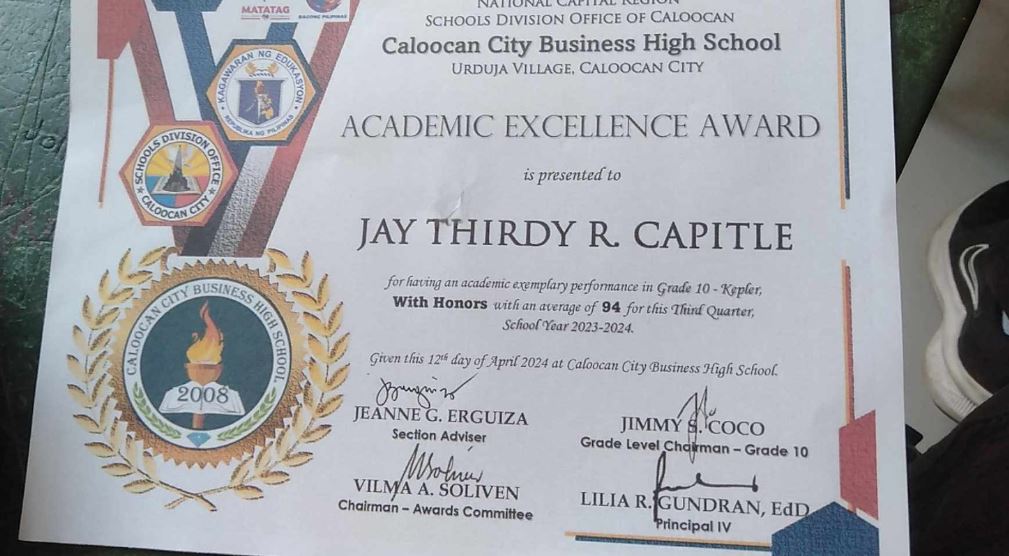 MATATAG
BAGONG PILIPINAS
NATIONAL CAPITAL REGION
SCHOOLS DIVISION OFFICE OF CALOOCAN
Caloocan City Business High School
URDUJA VILLAGE, CALOOCAN CITY
KAGAWARAN NG EDUKASYON
REPUBLIKA NG PILIPINAS
SCHOOLS DIVISION OFFICE
CALOOCAN CITY
ACADEMIC EXCELLENCE AWARD
is presented to
JAY THIRDY R. CAPITLE
for having an academic exemplary performance in Grade 10 - Kepler,
With Honors with an average of 94 for this Third Quarter,
School Year 2023-2024.
Given this 12th day of April 2024 at Caloocan City Business High School.
CALOOCAN CITY BUSINESS HIGH SCHOOL
2008
JEANNE G. ERGUIZA
Section Adviser
JIMMY S. COCO
Grade Level Chairman – Grade 10
VILMA A. SOLIVEN
Chairman – Awards Committee
LILIA R. GUNDRAN, EdD
Principal IV